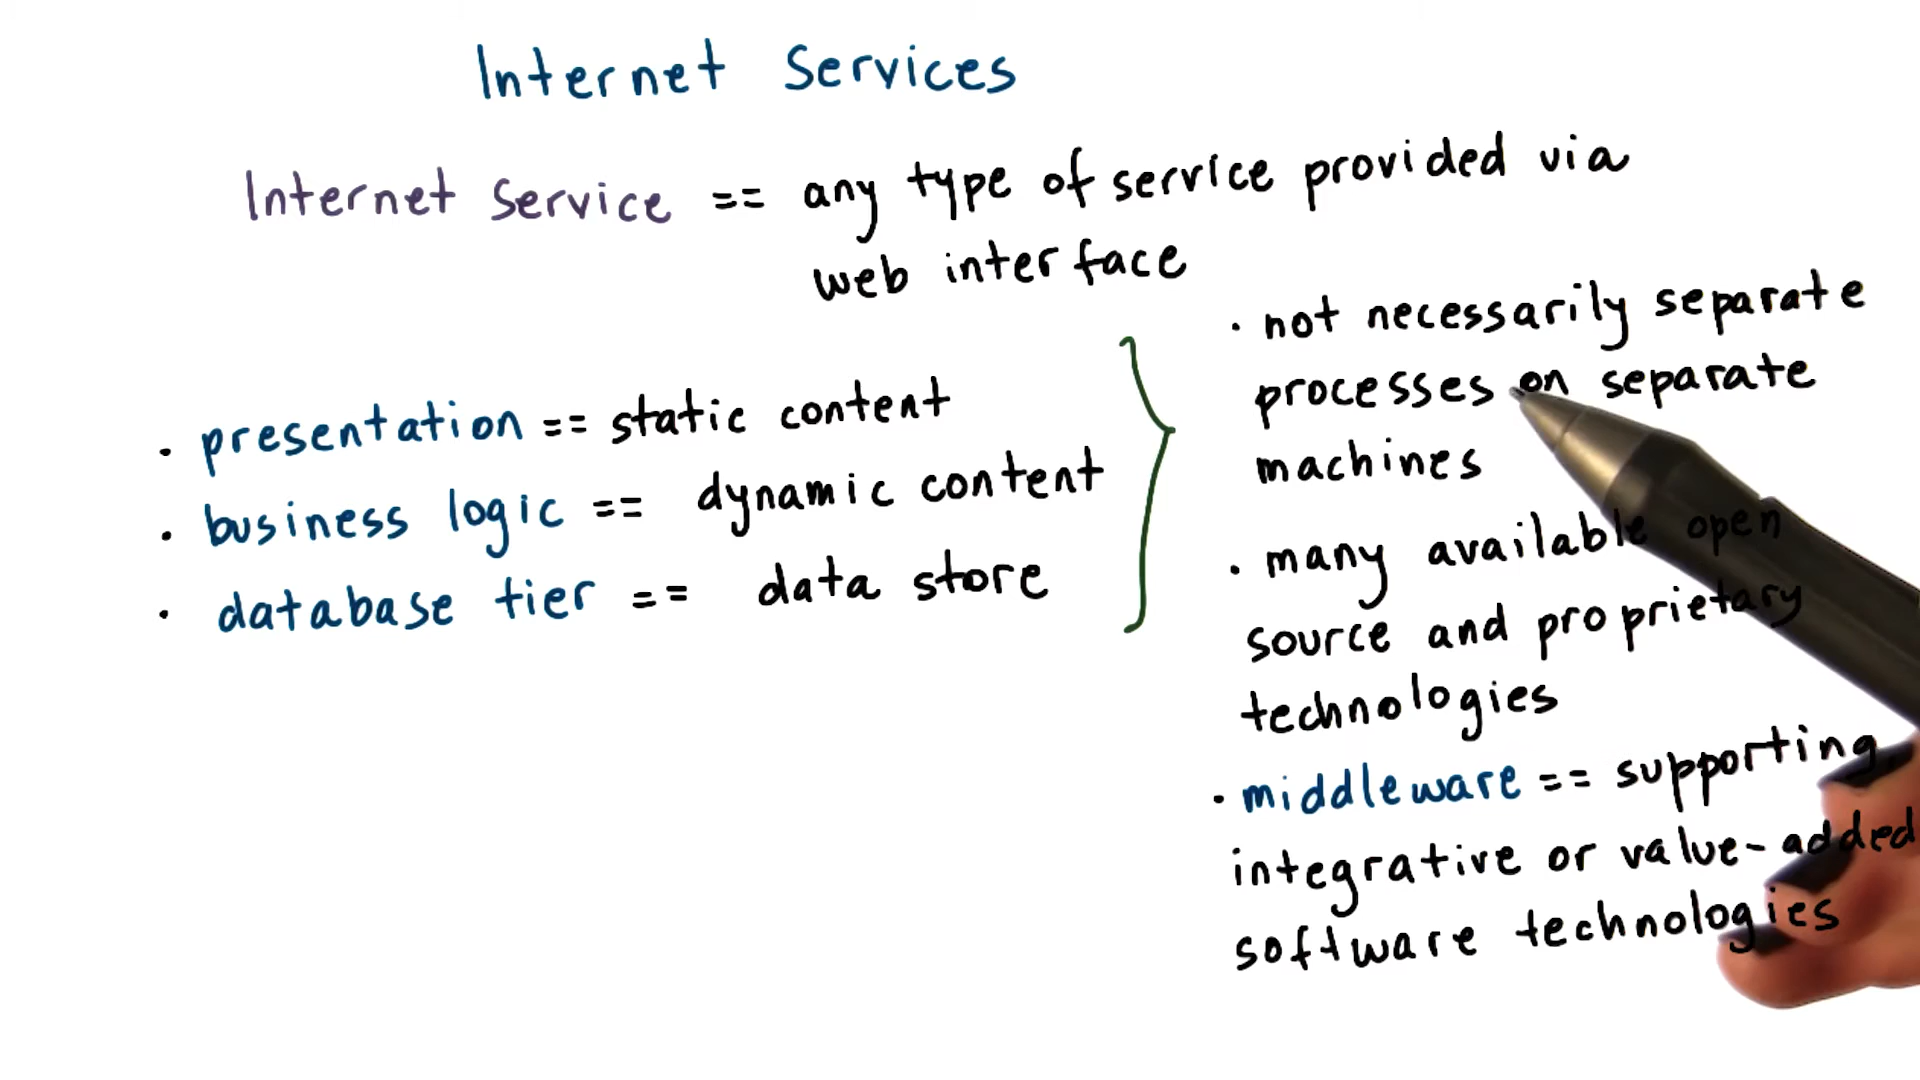 Internet Services
Internet Service == any type of service provided via
web interface
• presentation == static content
• business logic == dynamic content
• database tier == data store
• not necessarily separate
processes on separate
machines
• many available open
source and proprietary
technologies
• middleware == supporting,
integrative or value-added
software technologies